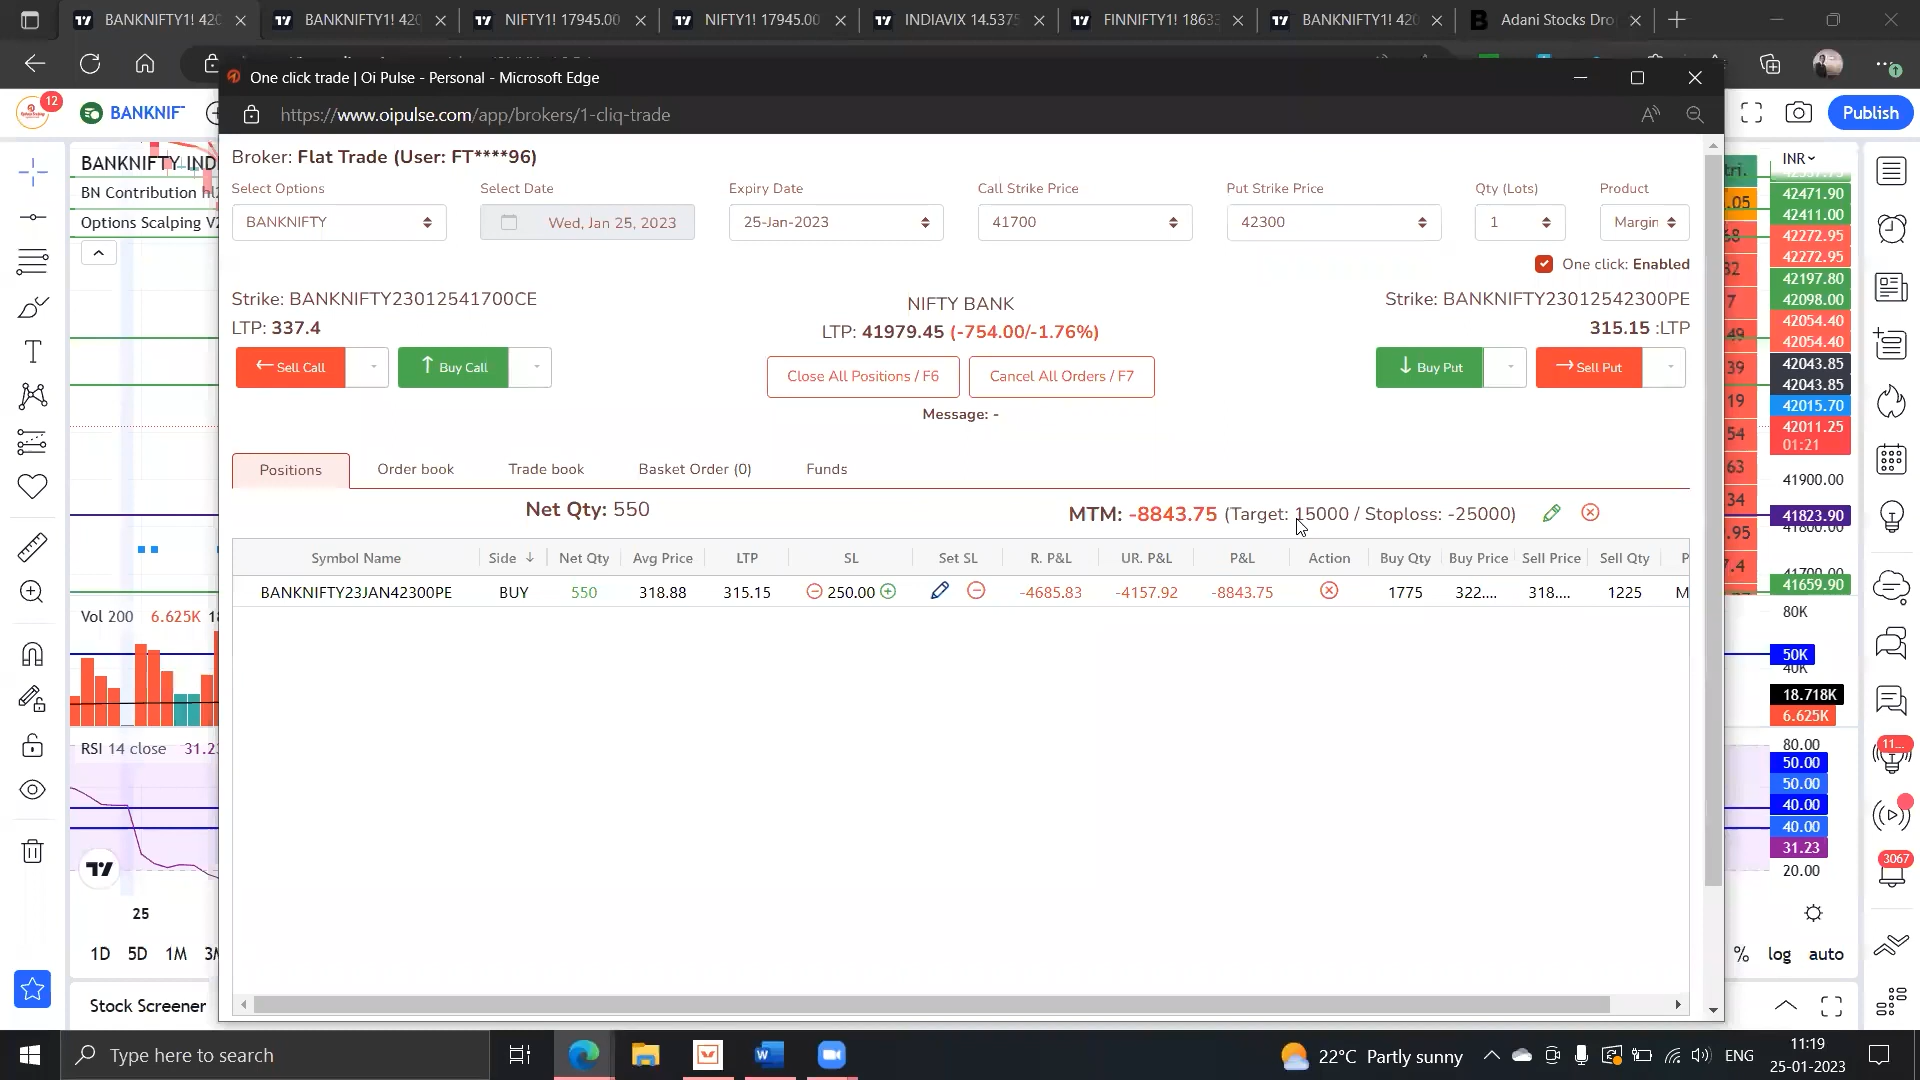 BANKNIFTY1! 420
BANKNIFTY1! 420
NIFTY1! 17945.00
NIFTY1! 17945.00
INDIAVIX 14.5375
FINNIFTY1! 1863
BANKNIFTY1! 420
Adani Stocks Dro
One click trade | Oi Pulse - Personal - Microsoft Edge
https://www.oipulse.com/app/brokers/1-cliq-trade
12
BANKNIF
Publish
Broker: Flat Trade (User: FT****96)
Select Options
Select Date
Expiry Date
Call Strike Price
Put Strike Price
Qty (Lots)
Product
BANKNIFTY
Wed, Jan 25, 2023
25-Jan-2023
41700
42300
1
Margin
One click: Enabled
Strike: BANKNIFTY23012541700CE
NIFTY BANK
Strike: BANKNIFTY23012542300PE
LTP: 337.4
LTP: 41979.45 (-754.00/-1.76%)
315.15 :LTP
Sell Call
Buy Call
Close All Positions / F6
Cancel All Orders / F7
Buy Put
Sell Put
Message: -
Positions
Order book
Trade book
Basket Order (0)
Funds
Net Qty: 550
MTM: -8843.75 (Target: 15000 / Stoploss: -25000)
Symbol Name Side Net Qty Avg Price LTP SL Set SL R. P&L UR. P&L P&L Action Buy Qty Buy Price Sell Price Sell Qty P
BANKNIFTY23JAN42300PE BUY 550 318.88 315.15 250.00 -4685.83 -4157.92 -8843.75 1775 322.... 318.... 1225 M
BANKNIFTY IND
BN Contribution hl2
Options Scalping V2
Vol 200 6.625K
RSI 14 close 31.23
25
1D 5D 1M 3M
Stock Screener
INR
42471.90
42411.00
42272.95
42272.95
42197.80
42098.00
42054.40
42054.40
42043.85
42043.85
42015.70
42011.25
01:21
41900.00
41823.90
41659.90
80K
50K
40K
18.718K
6.625K
80.00
50.00
50.00
40.00
40.00
31.23
20.00
% log auto
11...
3067
Type here to search
22°C Partly sunny
ENG
11:19
25-01-2023